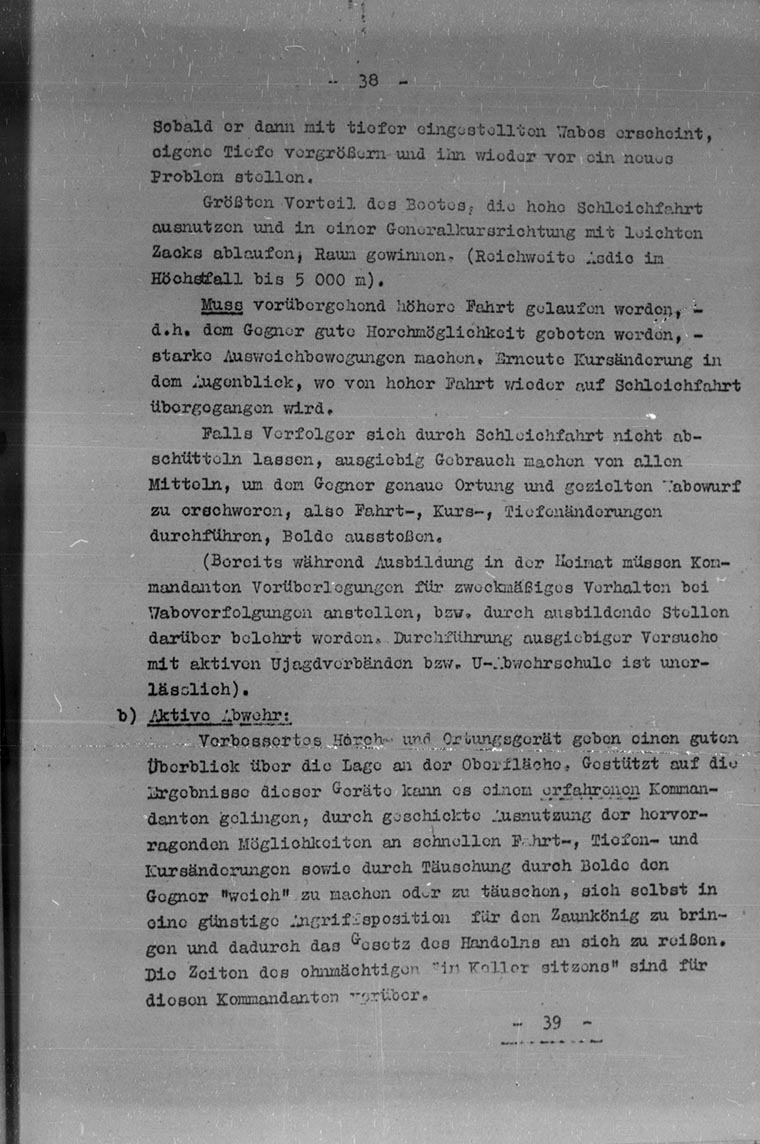 - 38 -
Sobald er dann mit tiefer eingestellten Wabos erscheint,
eigene Tiefe vergrößern und ihn wieder vor ein neues
Problem stellen.
Größten Vorteil des Bootes, die hohe Schleichfahrt
ausnutzen und in einer Generalkursrichtung mit leichten
Zacks ablaufen, Raum gewinnen. (Reichweite Asdic im
Höchstfall bis 5 000 m).
Muss vorübergehend höhere Fahrt gelaufen werden, -
d.h. dem Gegner gute Horchmöglichkeit geboten werden, -
starke Ausweichbewegungen machen. Erneute Kursänderung in
dem Augenblick, wo von hoher Fahrt wieder auf Schleichfahrt
übergegangen wird.
Falls Verfolger sich durch Schleichfahrt nicht ab-
schütteln lassen, ausgiebig Gebrauch machen von allen
Mitteln, um dem Gegner genaue Ortung und gezielten Wabowurf
zu erschweren, also Fahrt-, Kurs-, Tiefenänderungen
durchführen, Bolde ausstoßen.
(Bereits während Ausbildung in der Heimat müssen Kom-
mandanten Vorüberlegungen für zweckmäßiges Verhalten bei
Waboverfolgungen anstellen, bzw. durch ausbildende Stellen
darüber belehrt werden. Durchführung ausgiebiger Versuche
mit aktiven Ujagdverbänden bzw. U-Abwehrschule ist uner-
lässlich).
b) Aktive Abwehr:
Verbessertes Horch- und Ortungsgerät geben einen guten
Überblick über die Lage an der Oberfläche. Gestützt auf die
Ergebnisse dieser Geräte kann es einem erfahrenen Komman-
danten gelingen, durch geschickte Ausnutzung der hervor-
ragenden Möglichkeiten an schnellen Fahrt-, Tiefen- und
Kursänderungen sowie durch Täuschung durch Bolde den
Gegner "weich" zu machen oder zu täuschen, sich selbst in
eine günstige Angriffsposition für den Zaunkönig zu brin-
gen und dadurch das Gesetz des Handelns an sich zu reißen.
Die Zeiten des ohnmächtigen "im Keller sitzens" sind für
diesen Kommandanten vorüber.
- 39 -